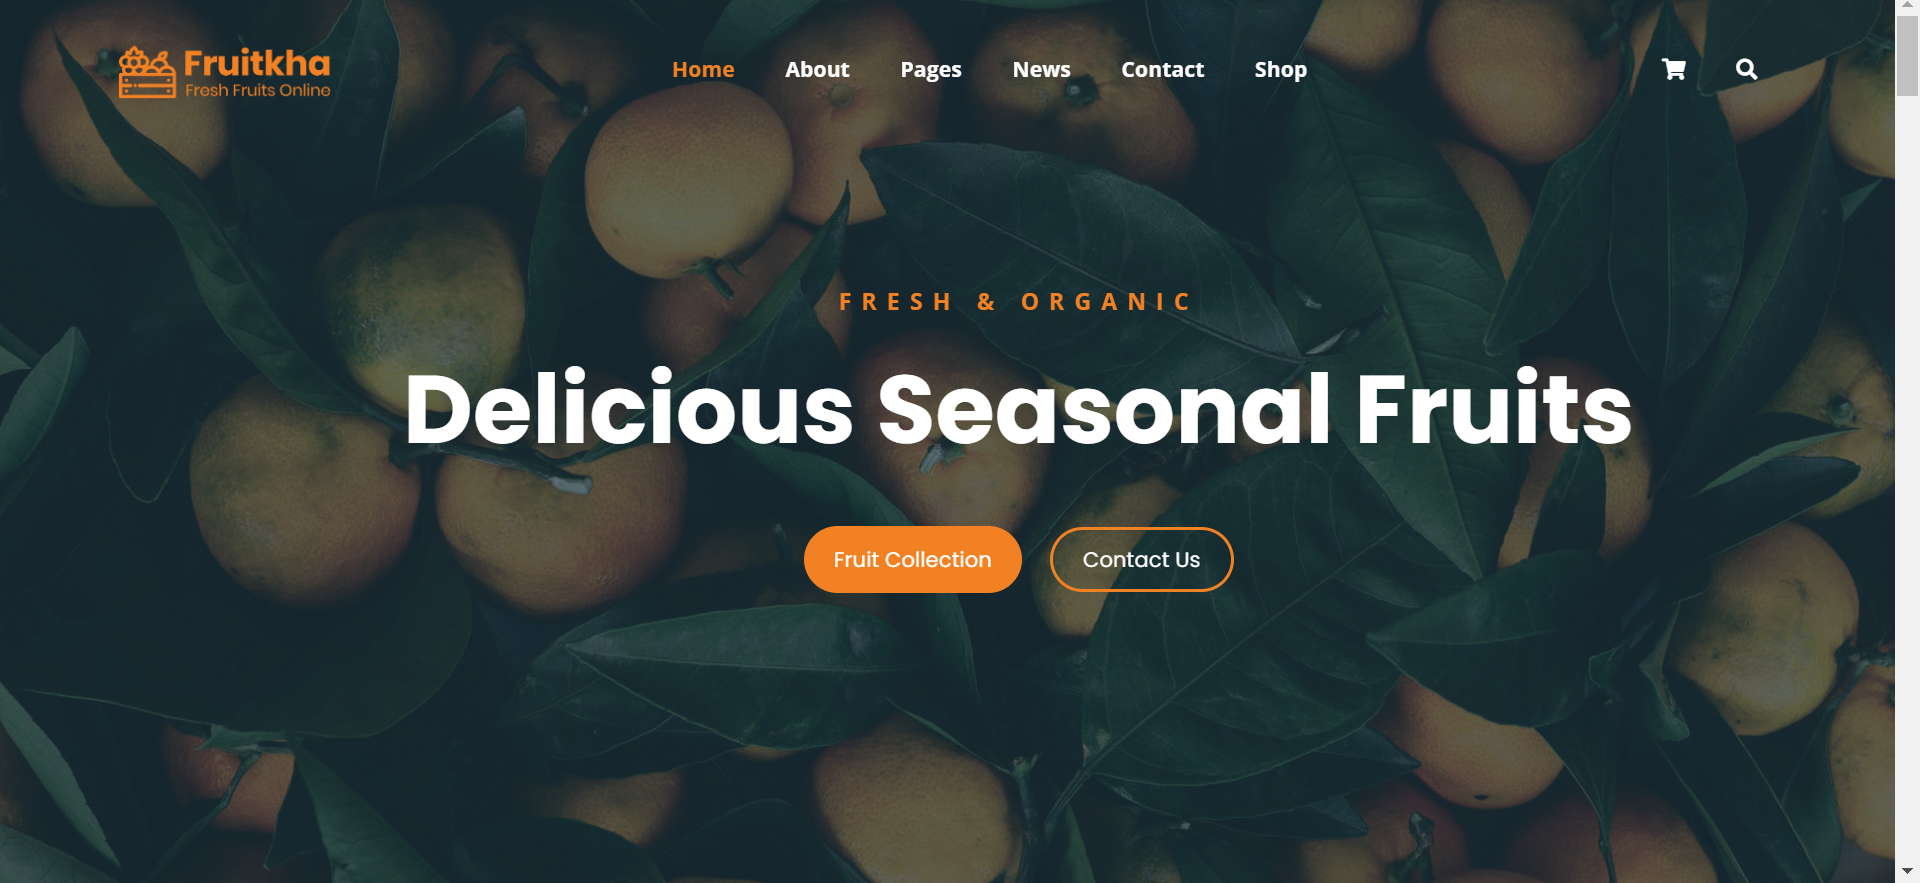 Fruitkha
Fresh Fruits Online
Home About Pages News Contact Shop
FRESH & ORGANIC
Delicious Seasonal Fruits
Fruit Collection Contact Us